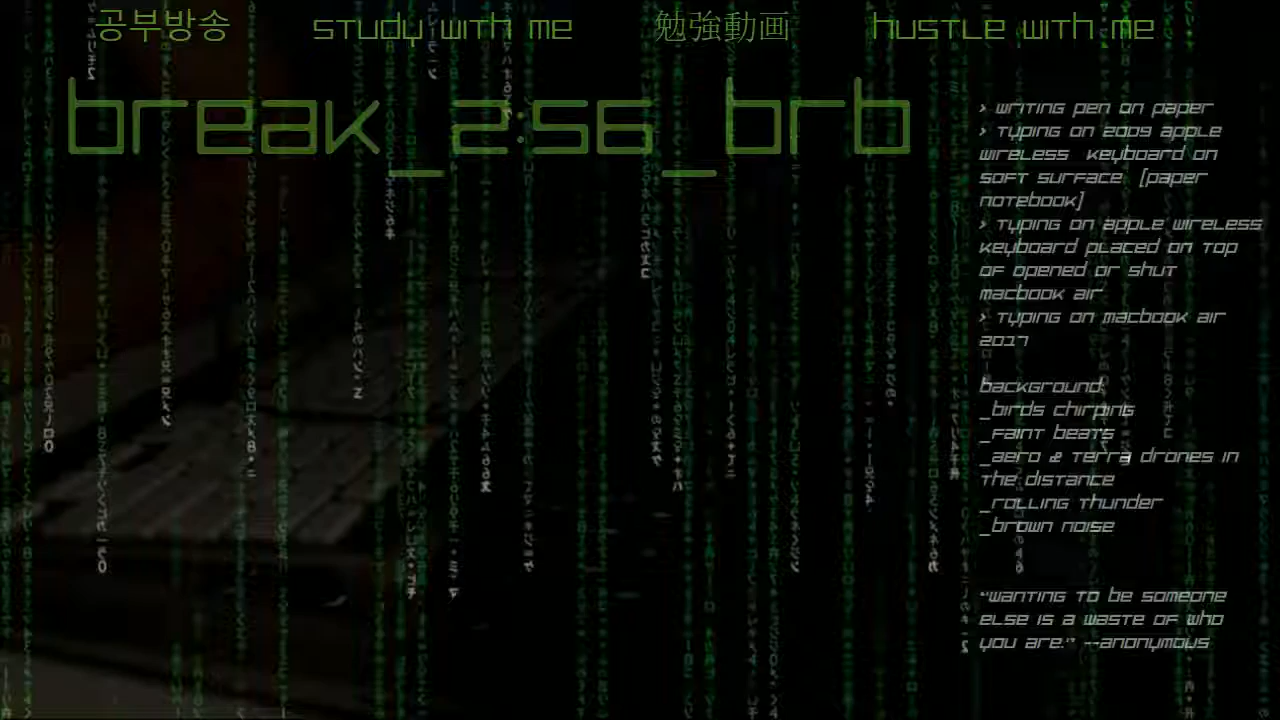 공부방송 study with me 勉強動画 hustle with me
break_2:56_brb
> writing pen on paper
> typing on 2009 apple
wireless keyboard on
soft surface [paper
notebook]
> typing on apple wireless
keyboard placed on top
of opened or shut
macbook air
> typing on macbook air
2017
background:
_birds chirping
_faint beats
_aero & terra drones in
the distance
_rolling thunder
_brown noise
"wanting to be someone
else is a waste of who
you are." --anonymous